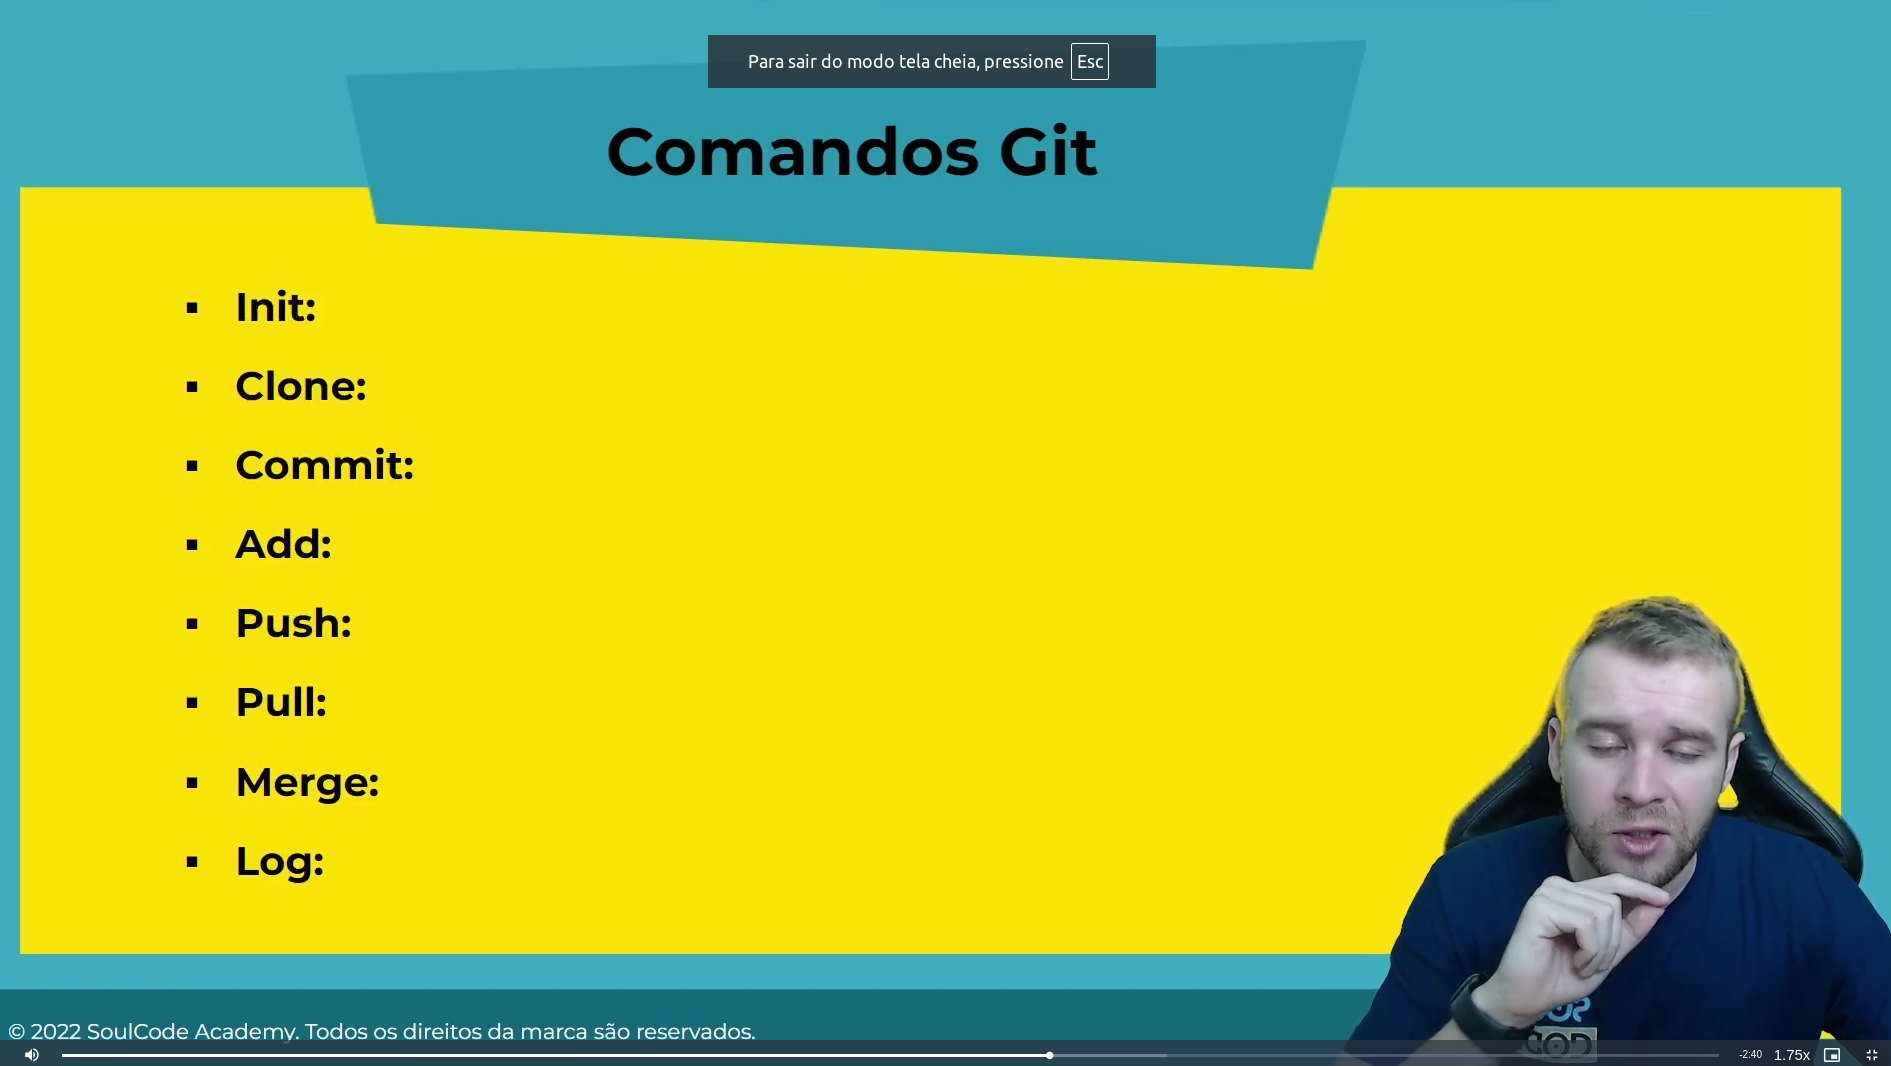 Para sair do modo tela cheia, pressione Esc
Comandos Git
▪ Init:
▪ Clone:
▪ Commit:
▪ Add:
▪ Push:
▪ Pull:
▪ Merge:
▪ Log:
© 2022 SoulCode Academy. Todos os direitos da marca são reservados.
-2:40 1.75x